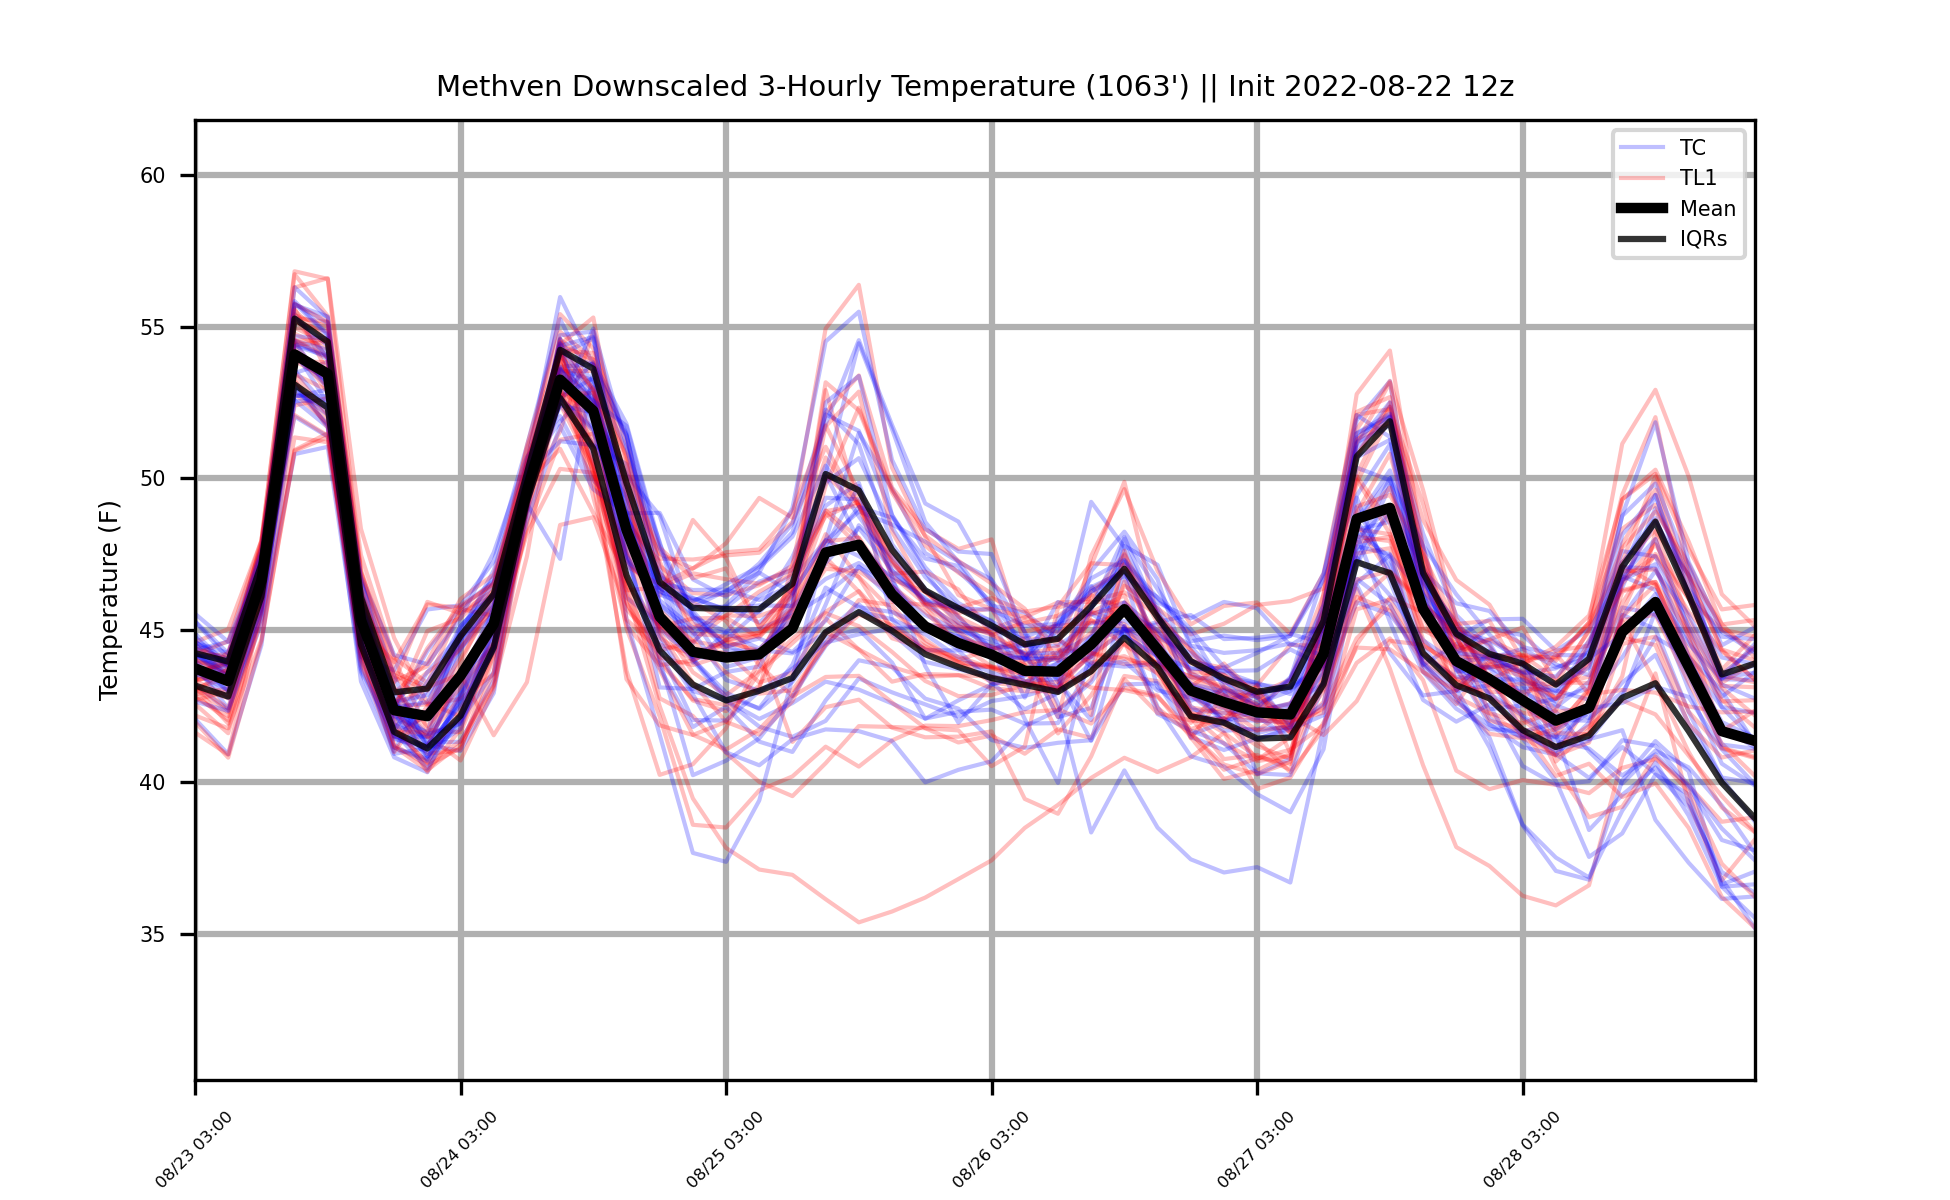 Methven Downscaled 3-Hourly Temperature (1063') || Init 2022-08-22 12z
TC
TL1
Mean
IQRs
Temperature (F)
60
55
50
45
40
35
08/23 03:00
08/24 03:00
08/25 03:00
08/26 03:00
08/27 03:00
08/28 03:00